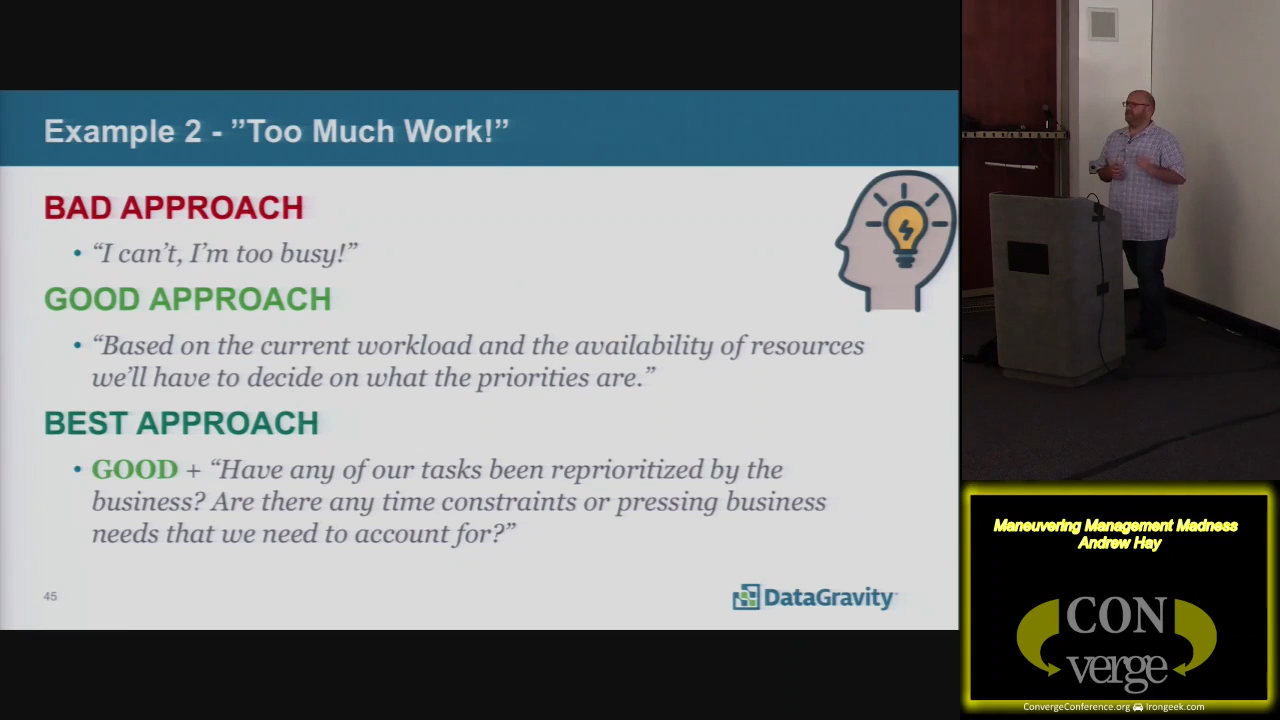 Example 2 - ”Too Much Work!”
BAD APPROACH
• “I can’t, I’m too busy!”
GOOD APPROACH
• “Based on the current workload and the availability of resources
we’ll have to decide on what the priorities are.”
BEST APPROACH
• GOOD + “Have any of our tasks been reprioritized by the
business? Are there any time constraints or pressing business
needs that we need to account for?”
45
DataGravity
Maneuvering Management Madness
Andrew Hay
CON
verge
ConvergeConference.org Irongeek.com